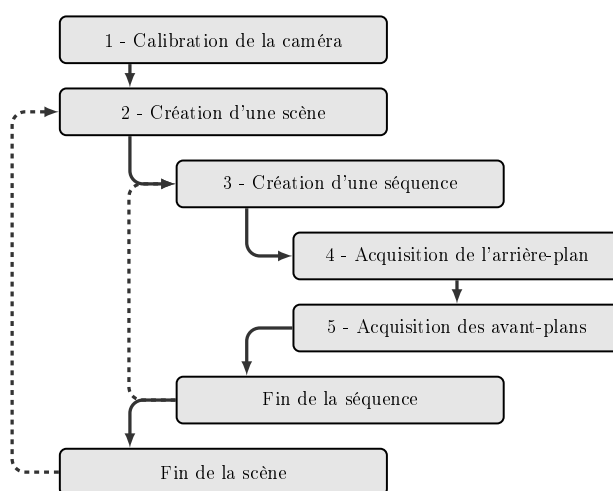 1 - Calibration de la caméra
2 - Création d'une scène
3 - Création d'une séquence
4 - Acquisition de l'arrière-plan
5 - Acquisition des avant-plans
Fin de la séquence
Fin de la scène